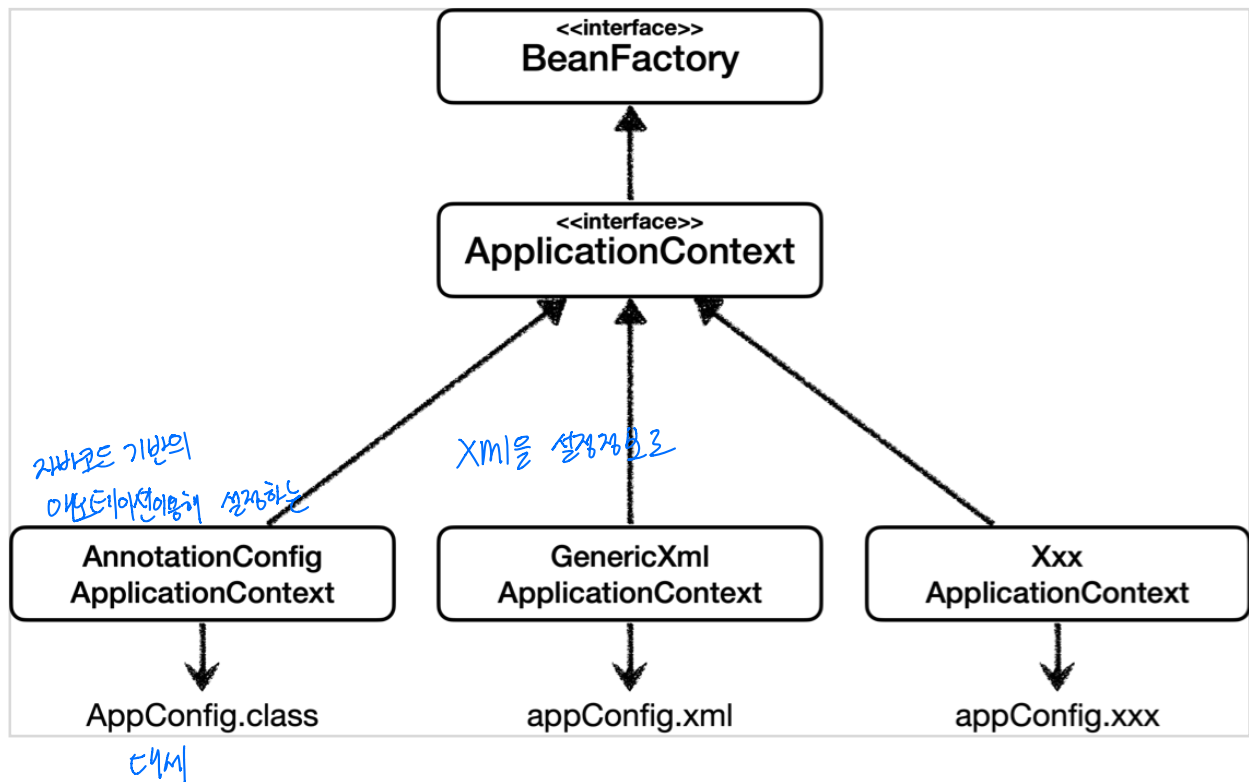 <<interface>>
BeanFactory
<<interface>>
ApplicationContext
자바코드 기반의
애노테이션이용해 설정하는
XMl을 설정정보로
AnnotationConfig
ApplicationContext
GenericXml
ApplicationContext
Xxx
ApplicationContext
AppConfig.class
appConfig.xml
appConfig.xxx
대세